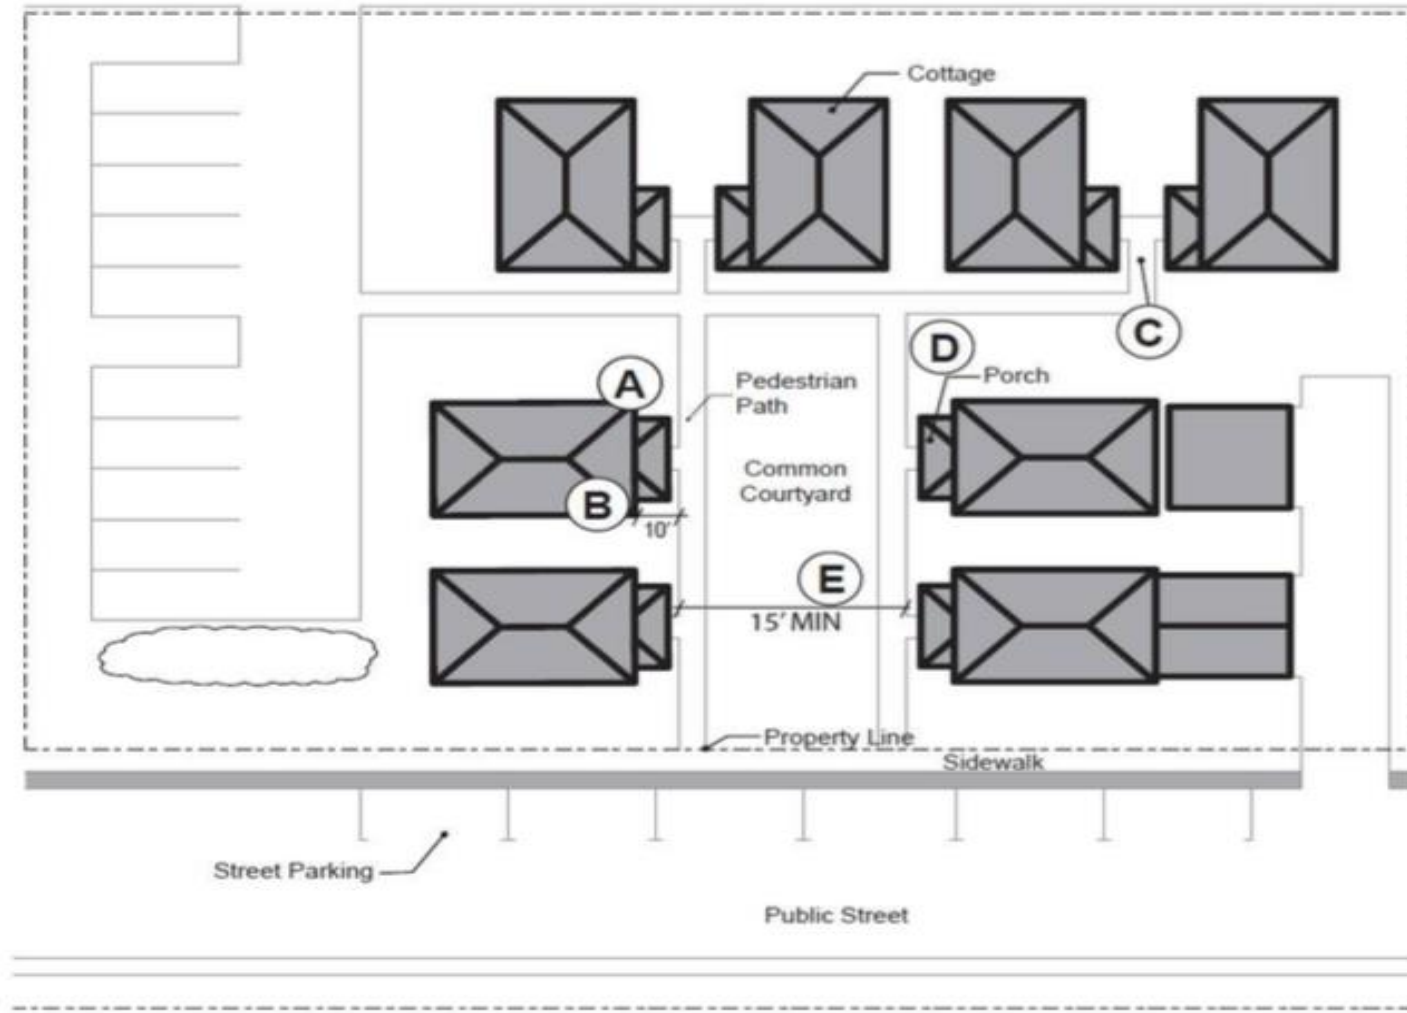 Cottage
C
D
Porch
A
Pedestrian
Path
Common
Courtyard
B
10'
E
15' MIN
Property Line
Sidewalk
Street Parking
Public Street